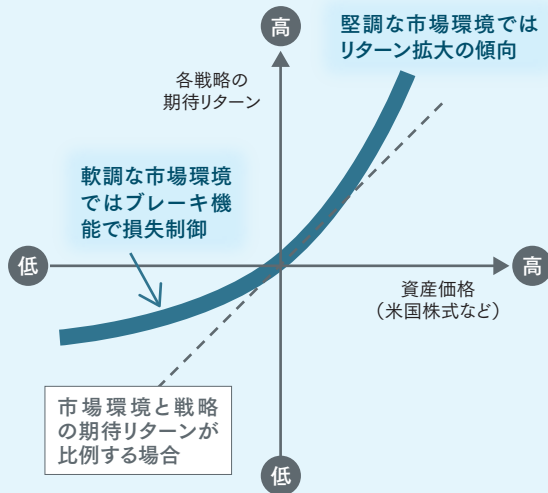 高
堅調な市場環境では
リターン拡大の傾向
各戦略の
期待リターン
軟調な市場環境
ではブレーキ機
能で損失制御
低
高
資産価格
（米国株式など）
市場環境と戦略
の期待リターンが
比例する場合
低